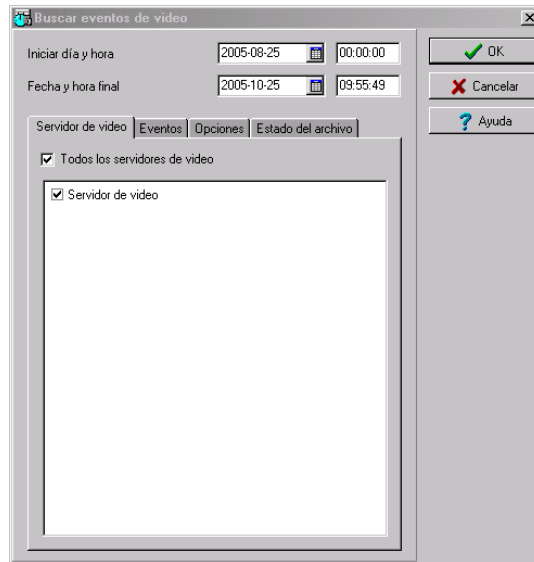 Buscar eventos de video
Iniciar día y hora 2005-08-25 00:00:00
Fecha y hora final 2005-10-25 09:55:49
OK
Cancelar
Ayuda
Servidor de video Eventos Opciones Estado del archivo
Todos los servidores de video
Servidor de video